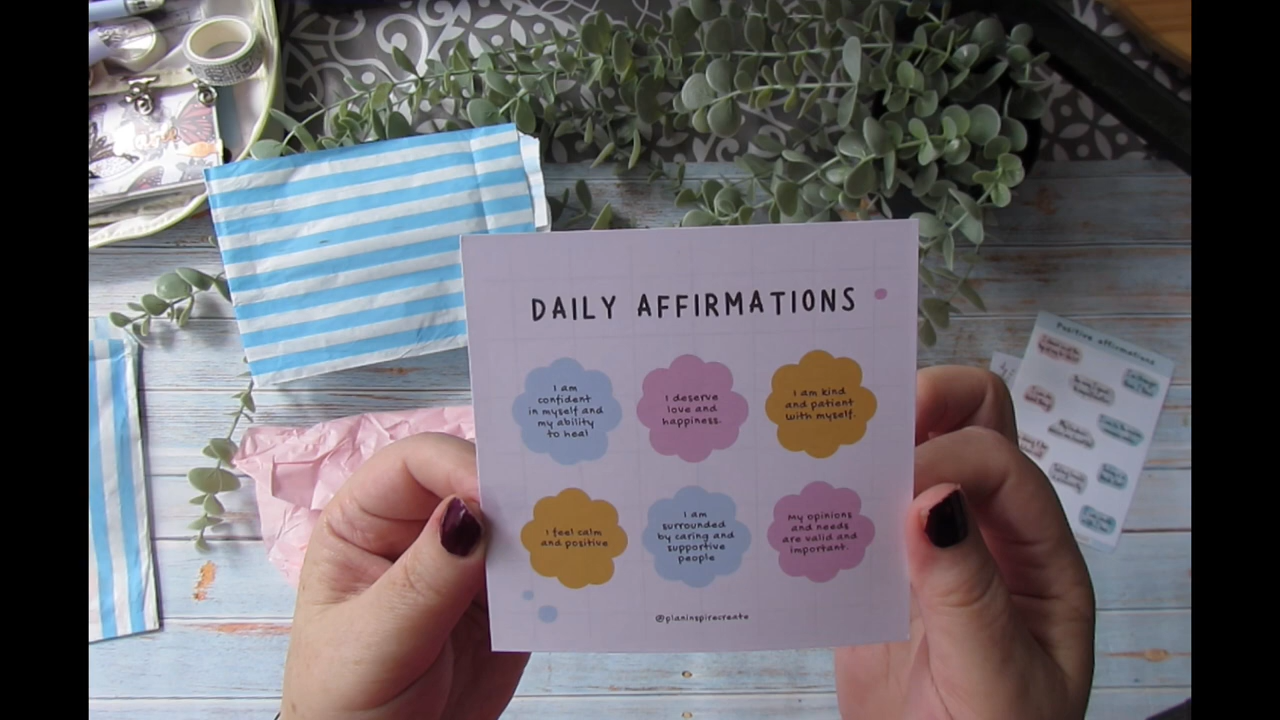 DAILY AFFIRMATIONS
I am
confident
in myself and
my ability
to heal
I deserve
love and
happiness.
I am kind
and patient
with myself.
I feel calm
and positive
I am
surrounded
by caring and
supportive
people
My opinions
and needs
are valid and
important.
@planinspirecreate
Positive affirmations